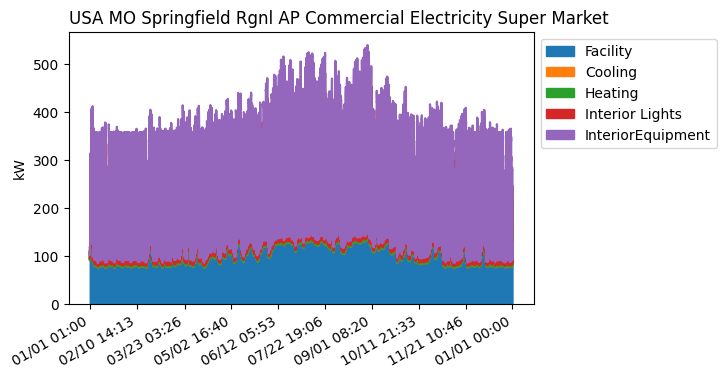 USA MO Springfield Rgnl AP Commercial Electricity Super Market
kW
500
400
300
200
100
0
01/01 01:00
02/10 14:13
03/23 03:26
05/02 16:40
06/12 05:53
07/22 19:06
09/01 08:20
10/11 21:33
11/21 10:46
01/01 00:00
Facility
Cooling
Heating
Interior Lights
InteriorEquipment